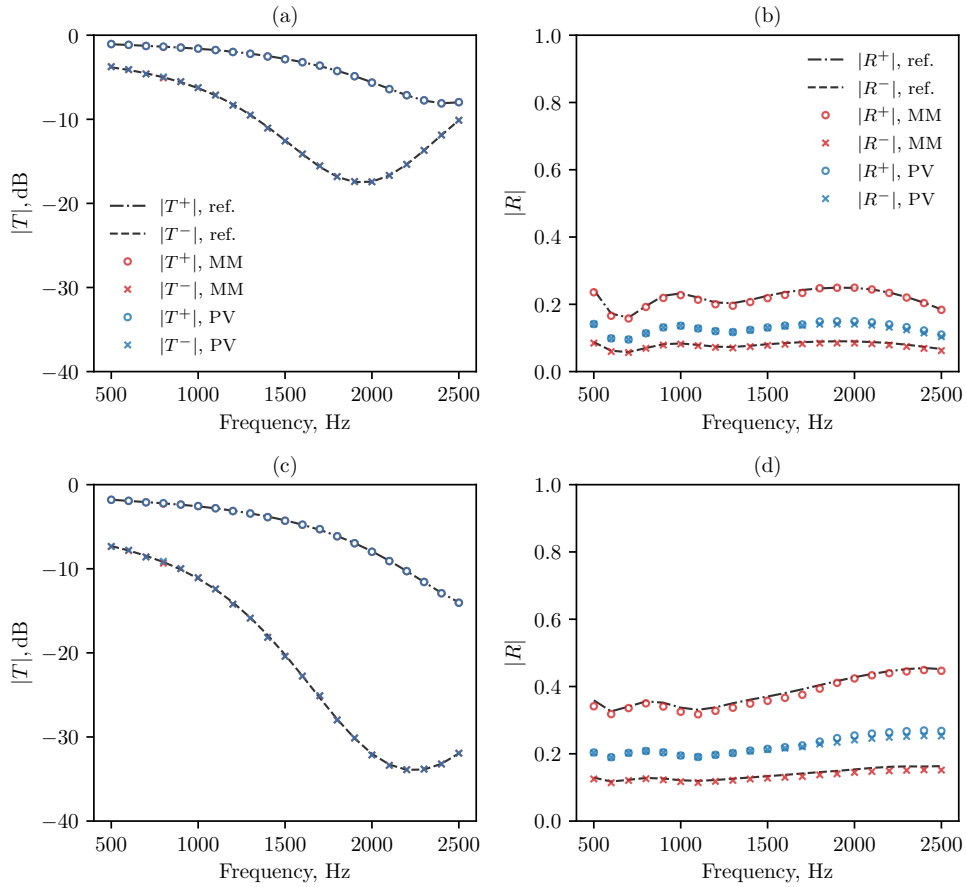 (a)
0
−10
−20
−30
−40
|T|, dB
500 1000 1500 2000 2500
Frequency, Hz
|T⁺|, ref.
|T⁻|, ref.
|T⁺|, MM
|T⁻|, MM
|T⁺|, PV
|T⁻|, PV
(b)
1.0
0.8
0.6
0.4
0.2
0.0
|R|
500 1000 1500 2000 2500
Frequency, Hz
|R⁺|, ref.
|R⁻|, ref.
|R⁺|, MM
|R⁻|, MM
|R⁺|, PV
|R⁻|, PV
(c)
0
−10
−20
−30
−40
|T|, dB
500 1000 1500 2000 2500
Frequency, Hz
(d)
1.0
0.8
0.6
0.4
0.2
0.0
|R|
500 1000 1500 2000 2500
Frequency, Hz